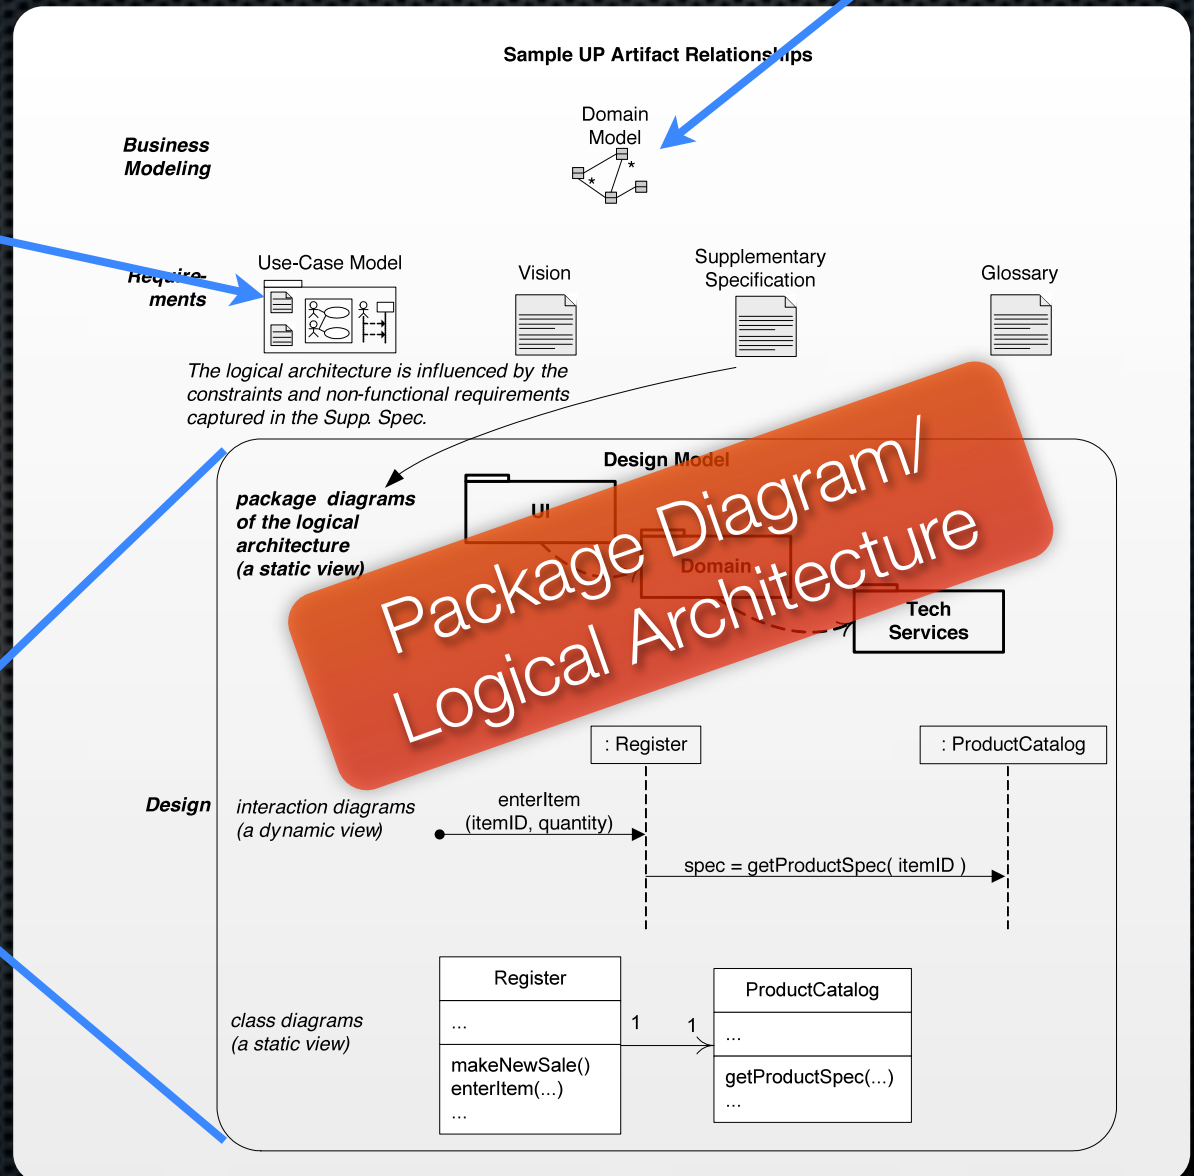 Sample UP Artifact Relationships
Domain
Model
*
*
Business
Modeling
Require-
ments
Use-Case Model
Vision
Supplementary
Specification
Glossary
The logical architecture is influenced by the
constraints and non-functional requirements
captured in the Supp. Spec.
Design Model
package diagrams
of the logical
architecture
(a static view)
UI
Domain
Tech
Services
Package Diagram/
Logical Architecture
: Register
: ProductCatalog
Design
interaction diagrams
(a dynamic view)
enterItem
(itemID, quantity)
spec = getProductSpec( itemID )
class diagrams
(a static view)
Register
...
makeNewSale()
enterItem(...)
...
1
1
ProductCatalog
...
getProductSpec(...)
...